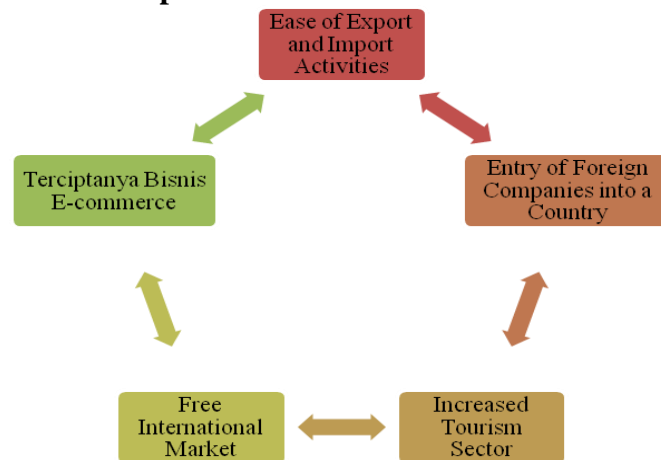 Ease of Export
and Import
Activities
Entry of Foreign
Companies into a
Country
Increased
Tourism
Sector
Free
International
Market
Terciptanya Bisnis
E-commerce